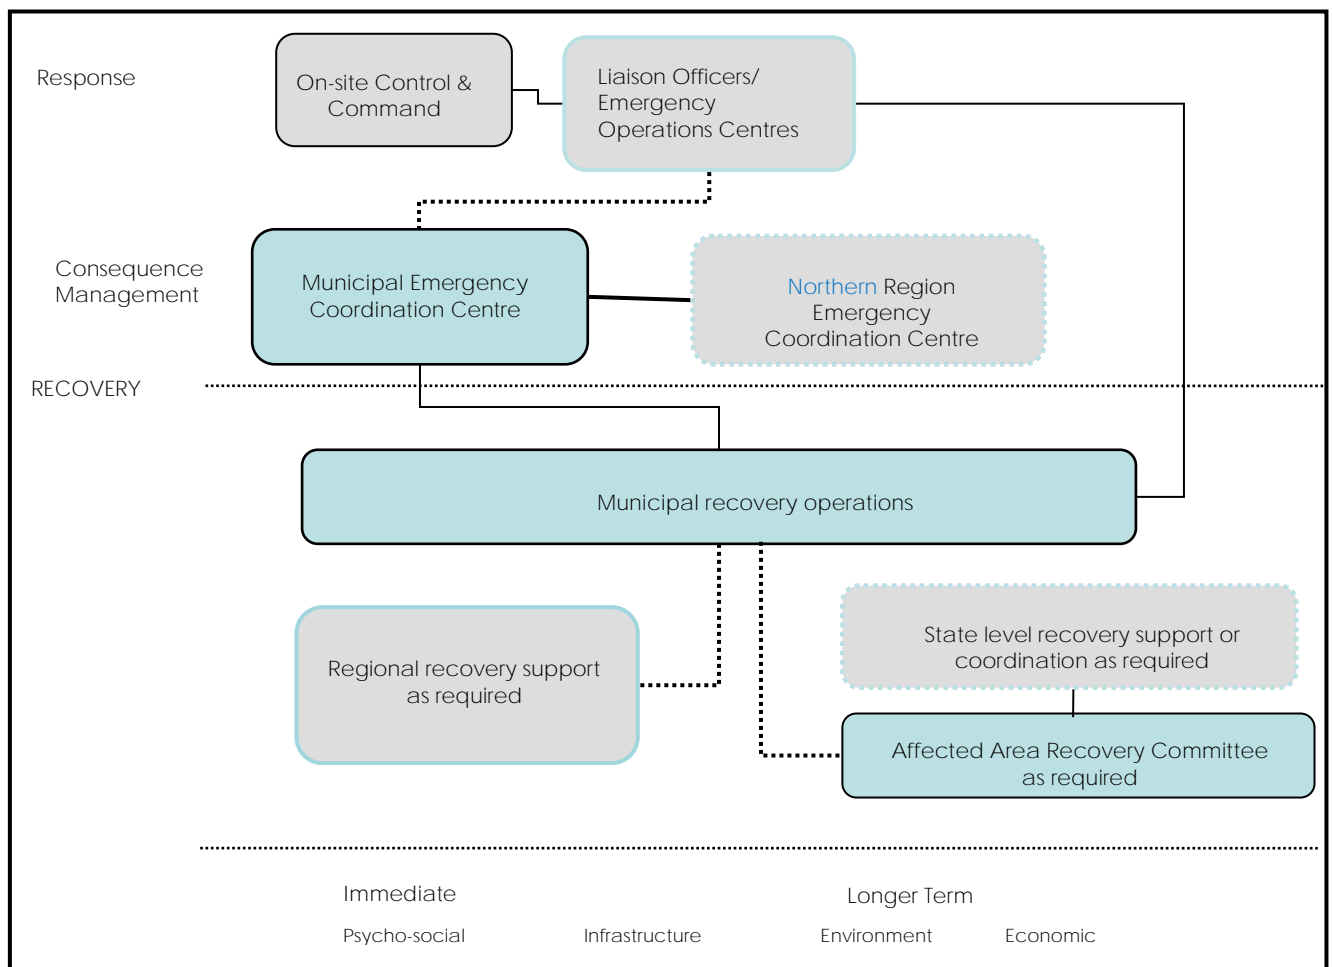 Response
On-site Control &
Command
Liaison Officers/
Emergency
Operations Centres
Consequence
Management
Municipal Emergency
Coordination Centre
Northern Region
Emergency
Coordination Centre
RECOVERY
Municipal recovery operations
Regional recovery support
as required
State level recovery support or
coordination as required
Affected Area Recovery Committee
as required
Immediate
Longer Term
Psycho-social
Infrastructure
Environment
Economic